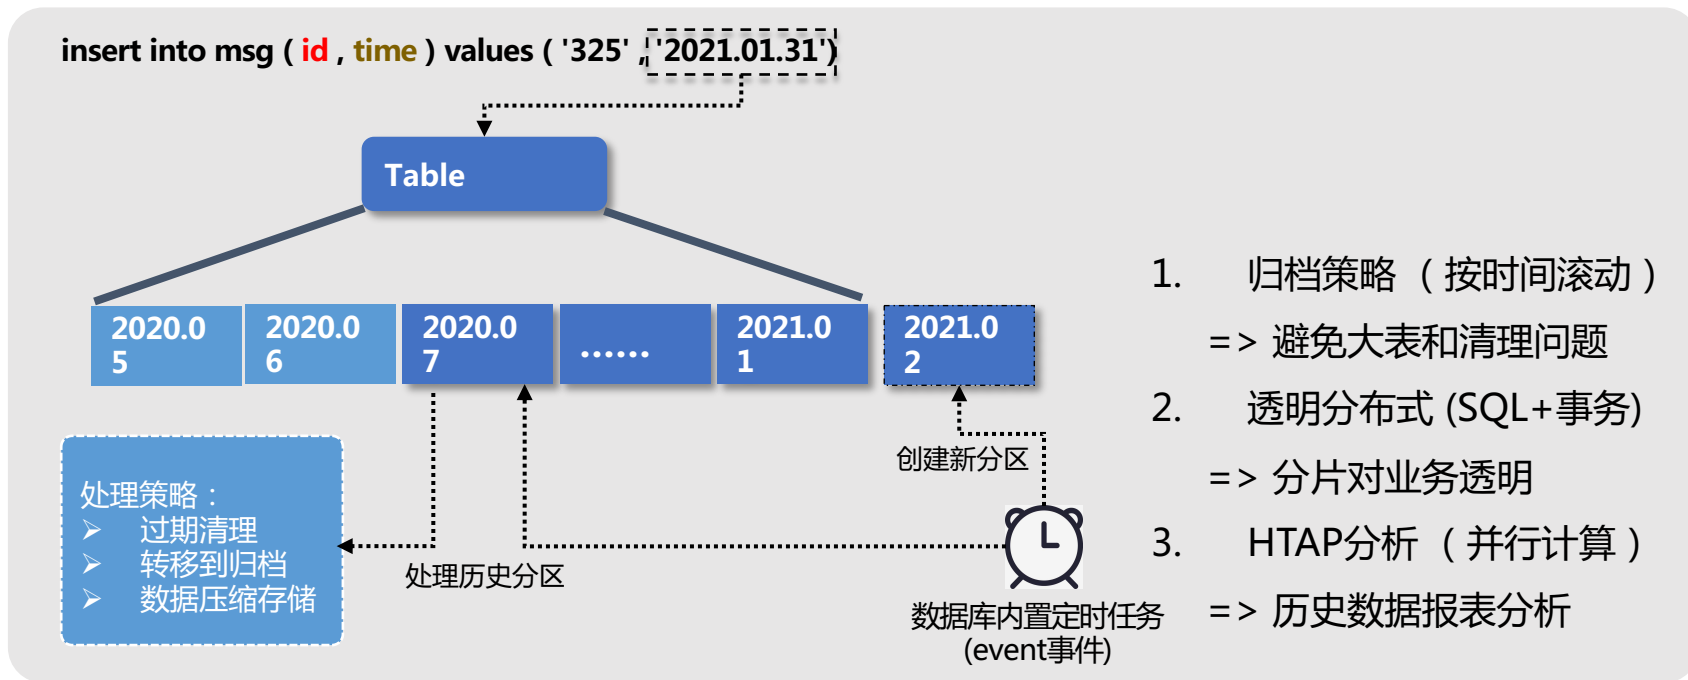 insert into msg ( id , time ) values ( '325' , '2021.01.31')
Table
2020.0
5
2020.0
6
2020.0
7
......
2021.0
1
2021.0
2
创建新分区
处理策略：
➢ 过期清理
➢ 转移到归档
➢ 数据压缩存储
处理历史分区
数据库内置定时任务
(event事件)
1. 归档策略 （按时间滚动）
=> 避免大表和清理问题
2. 透明分布式 (SQL+事务)
=> 分片对业务透明
3. HTAP分析 （并行计算）
=> 历史数据报表分析